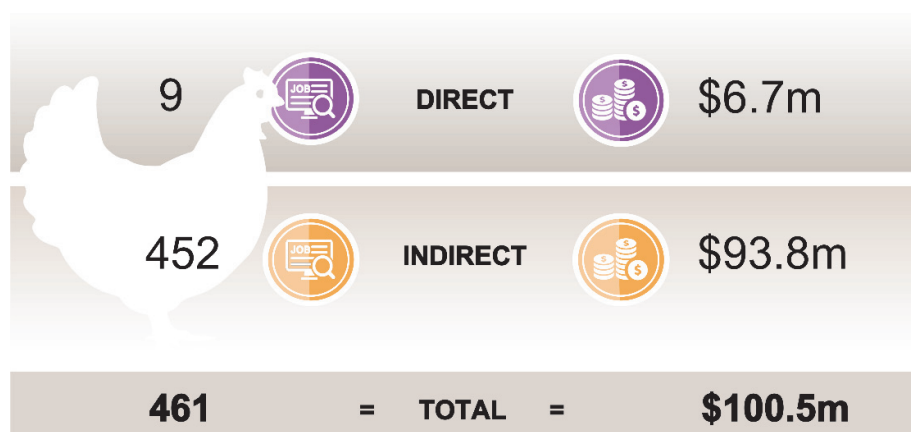 9 JOB DIRECT $ $ $ $6.7m
452 JOB INDIRECT $ $ $ $93.8m
461 = TOTAL = $100.5m